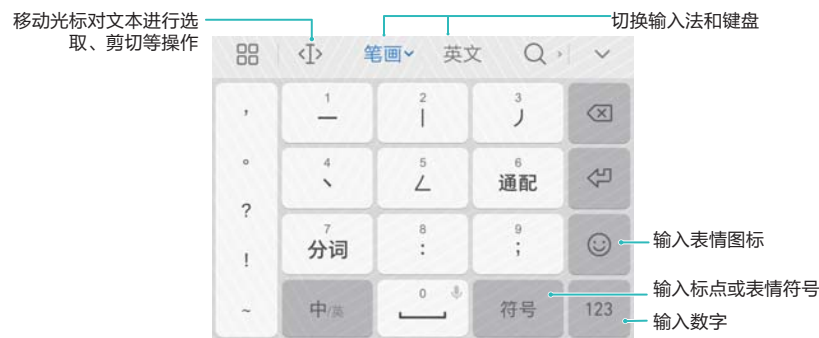 移动光标对文本进行选
取、剪切等操作
切换输入法和键盘
笔画 英文
，
。
?
!
~
1 一
2 丨
3 丿
4 丶
5 ㄥ
6 通配
7 分词
8 :
9 ;
中/英
0
符号
123
输入表情图标
输入标点或表情符号
输入数字